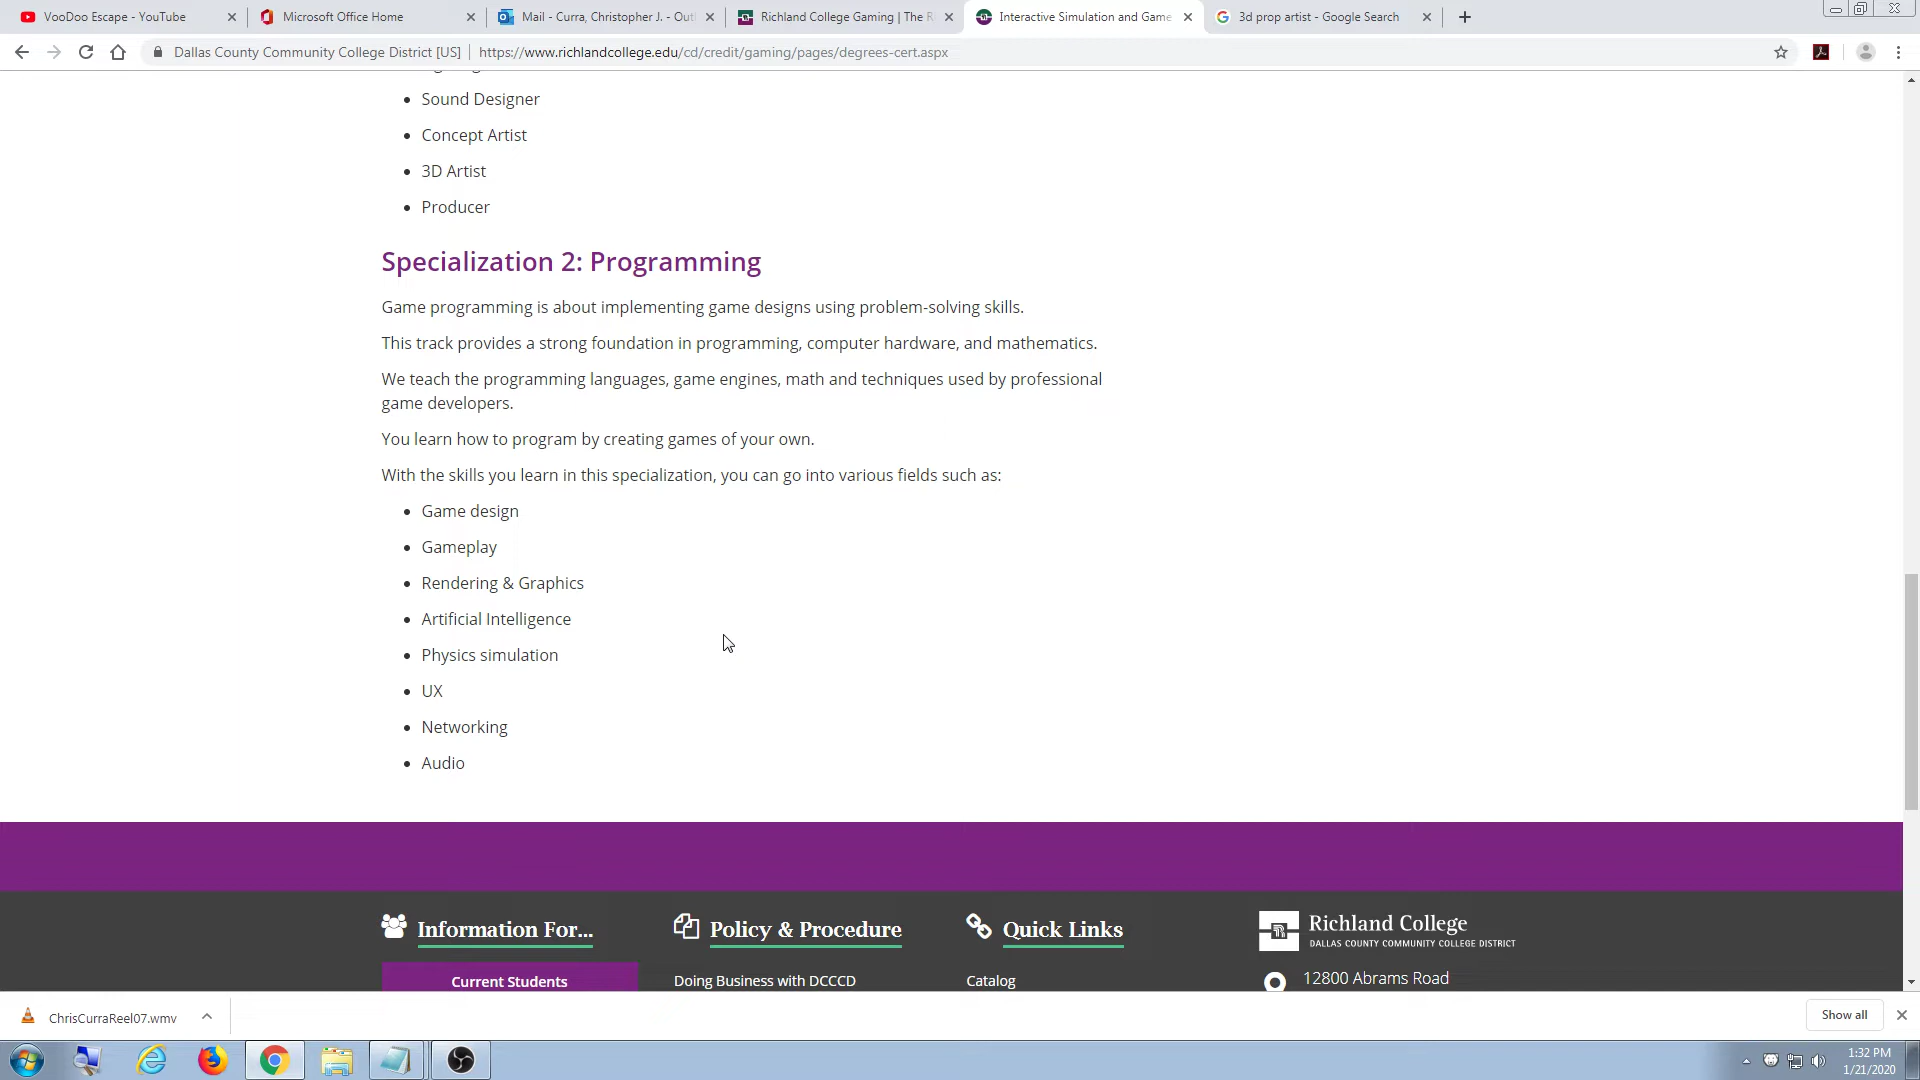 VooDoo Escape - YouTube
Microsoft Office Home
Mail - Curra, Christopher J. - Outl
Richland College Gaming | The R
Interactive Simulation and Game
3d prop artist - Google Search
Dallas County Community College District [US]
https://www.richlandcollege.edu/cd/credit/gaming/pages/degrees-cert.aspx
Sound Designer
Concept Artist
3D Artist
Producer
Specialization 2: Programming
Game programming is about implementing game designs using problem-solving skills.
This track provides a strong foundation in programming, computer hardware, and mathematics.
We teach the programming languages, game engines, math and techniques used by professional
game developers.
You learn how to program by creating games of your own.
With the skills you learn in this specialization, you can go into various fields such as:
Game design
Gameplay
Rendering & Graphics
Artificial Intelligence
Physics simulation
UX
Networking
Audio
Information For...
Current Students
Policy & Procedure
Doing Business with DCCCD
Quick Links
Catalog
Richland College
DALLAS COUNTY COMMUNITY COLLEGE DISTRICT
12800 Abrams Road
ChrisCurraReel07.wmv
Show all
1:32 PM
1/21/2020